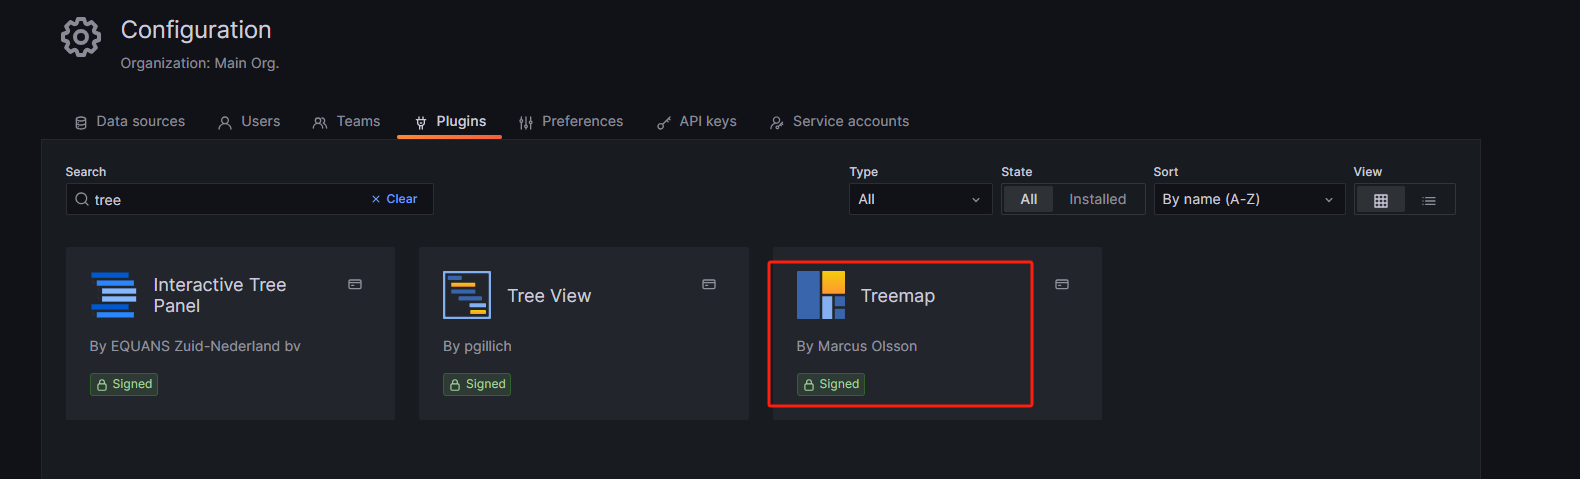 Configuration
Organization: Main Org.
Data sources Users Teams Plugins Preferences API keys Service accounts
Search Type State Sort View
tree Clear All All Installed By name (A-Z)
Interactive Tree
Panel
By EQUANS Zuid-Nederland bv
Signed
Tree View
By pgillich
Signed
Treemap
By Marcus Olsson
Signed